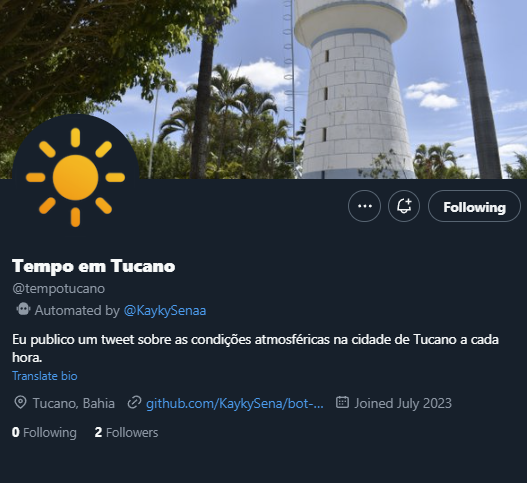 Following
Tempo em Tucano
@tempotucano
Automated by @KaykySenaa
Eu publico um tweet sobre as condições atmosféricas na cidade de Tucano a cada
hora.
Translate bio
Tucano, Bahia github.com/KaykySena/bot-... Joined July 2023
0 Following 2 Followers